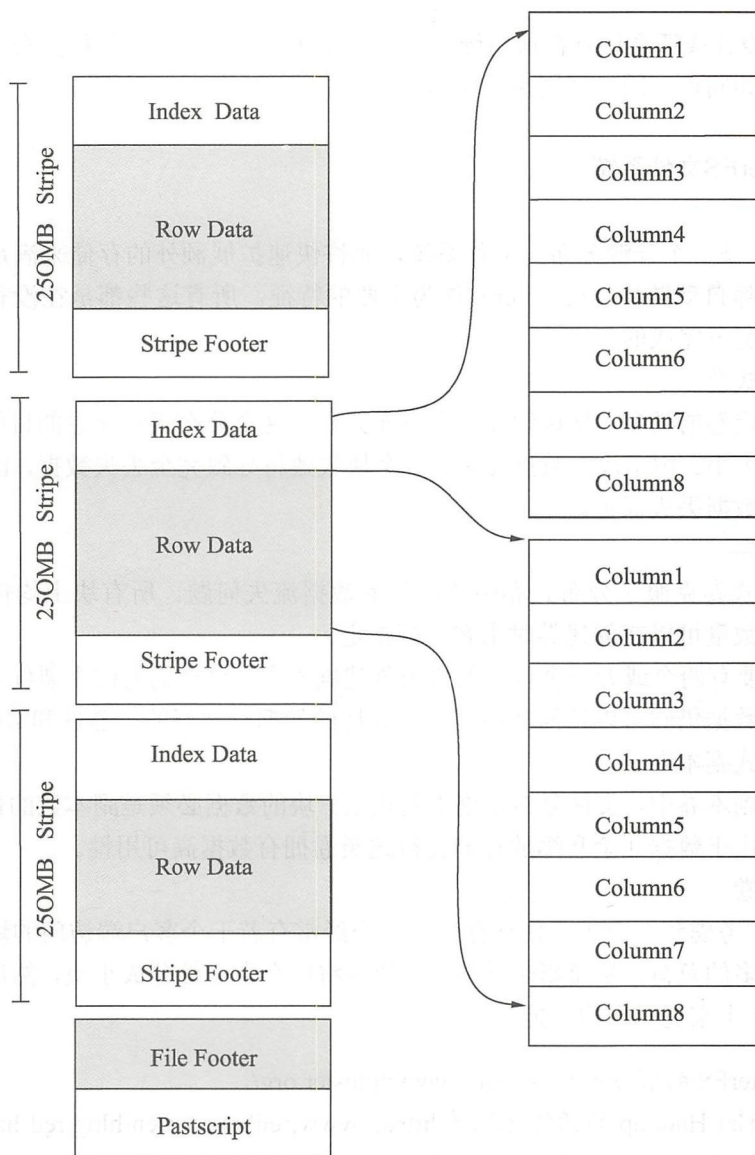 250MB Stripe
Index Data
Row Data
Stripe Footer
250MB Stripe
Index Data
Row Data
Stripe Footer
250MB Stripe
Index Data
Row Data
Stripe Footer
File Footer
Pastscript
Column1
Column2
Column3
Column4
Column5
Column6
Column7
Column8
Column1
Column2
Column3
Column4
Column5
Column6
Column7
Column8